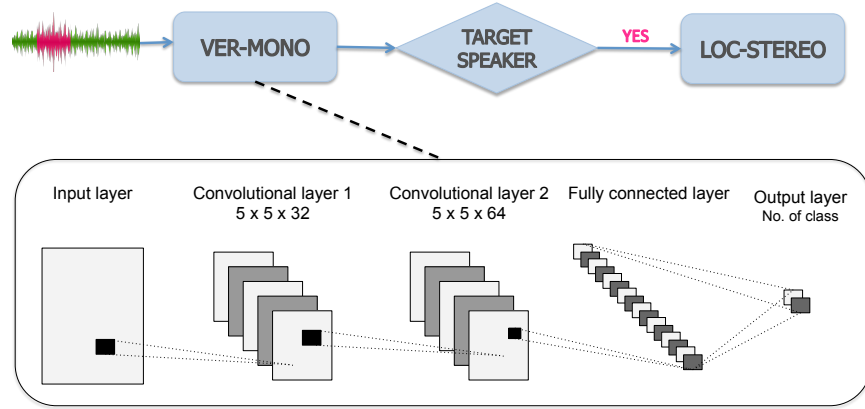 VER-MONO
TARGET
SPEAKER
YES
LOC-STEREO
Input layer
Convolutional layer 1
5 x 5 x 32
Convolutional layer 2
5 x 5 x 64
Fully connected layer
Output layer
No. of class